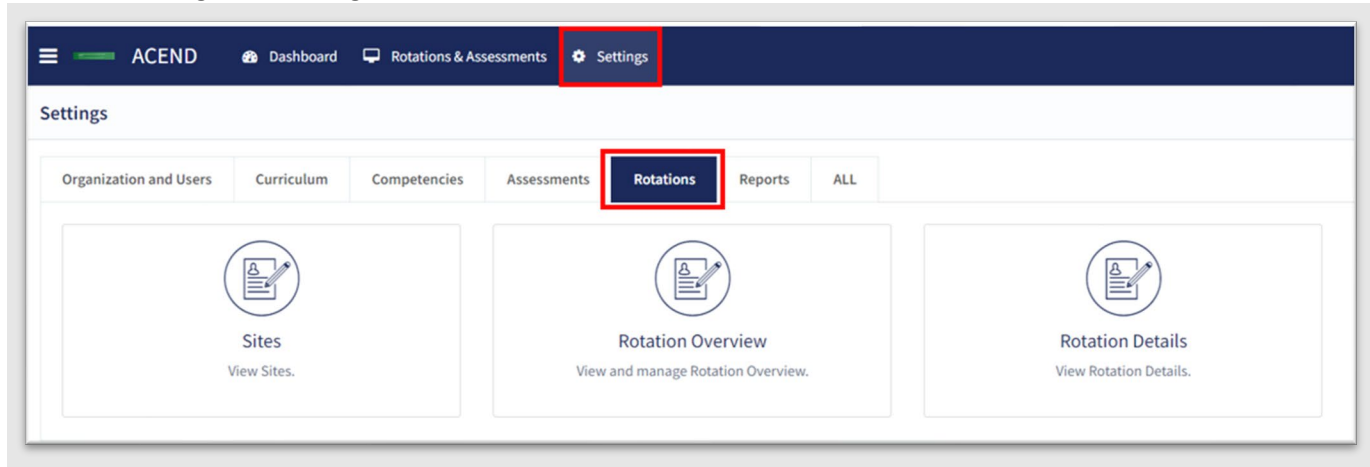 ACEND Dashboard Rotations & Assessments Settings
Settings
Organization and Users Curriculum Competencies Assessments Rotations Reports ALL
Sites
View Sites.
Rotation Overview
View and manage Rotation Overview.
Rotation Details
View Rotation Details.